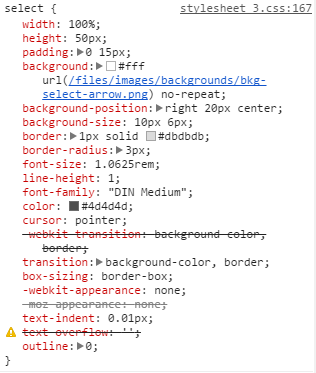 select {
stylesheet_3.css:167
width: 100%;
height: 50px;
padding: 0 15px;
background: #fff
url(/files/images/backgrounds/bkg-
select-arrow.png) no-repeat;
background-position: right 20px center;
background-size: 10px 6px;
border: 1px solid #dbdbdb;
border-radius: 3px;
font-size: 1.0625rem;
line-height: 1;
font-family: "DIN Medium";
color: #4d4d4d;
cursor: pointer;
-webkit-transition: background-color,
border;
transition: background-color, border;
box-sizing: border-box;
-webkit-appearance: none;
-moz-appearance: none;
text-indent: 0.01px;
text-overflow: '';
outline: 0;
}